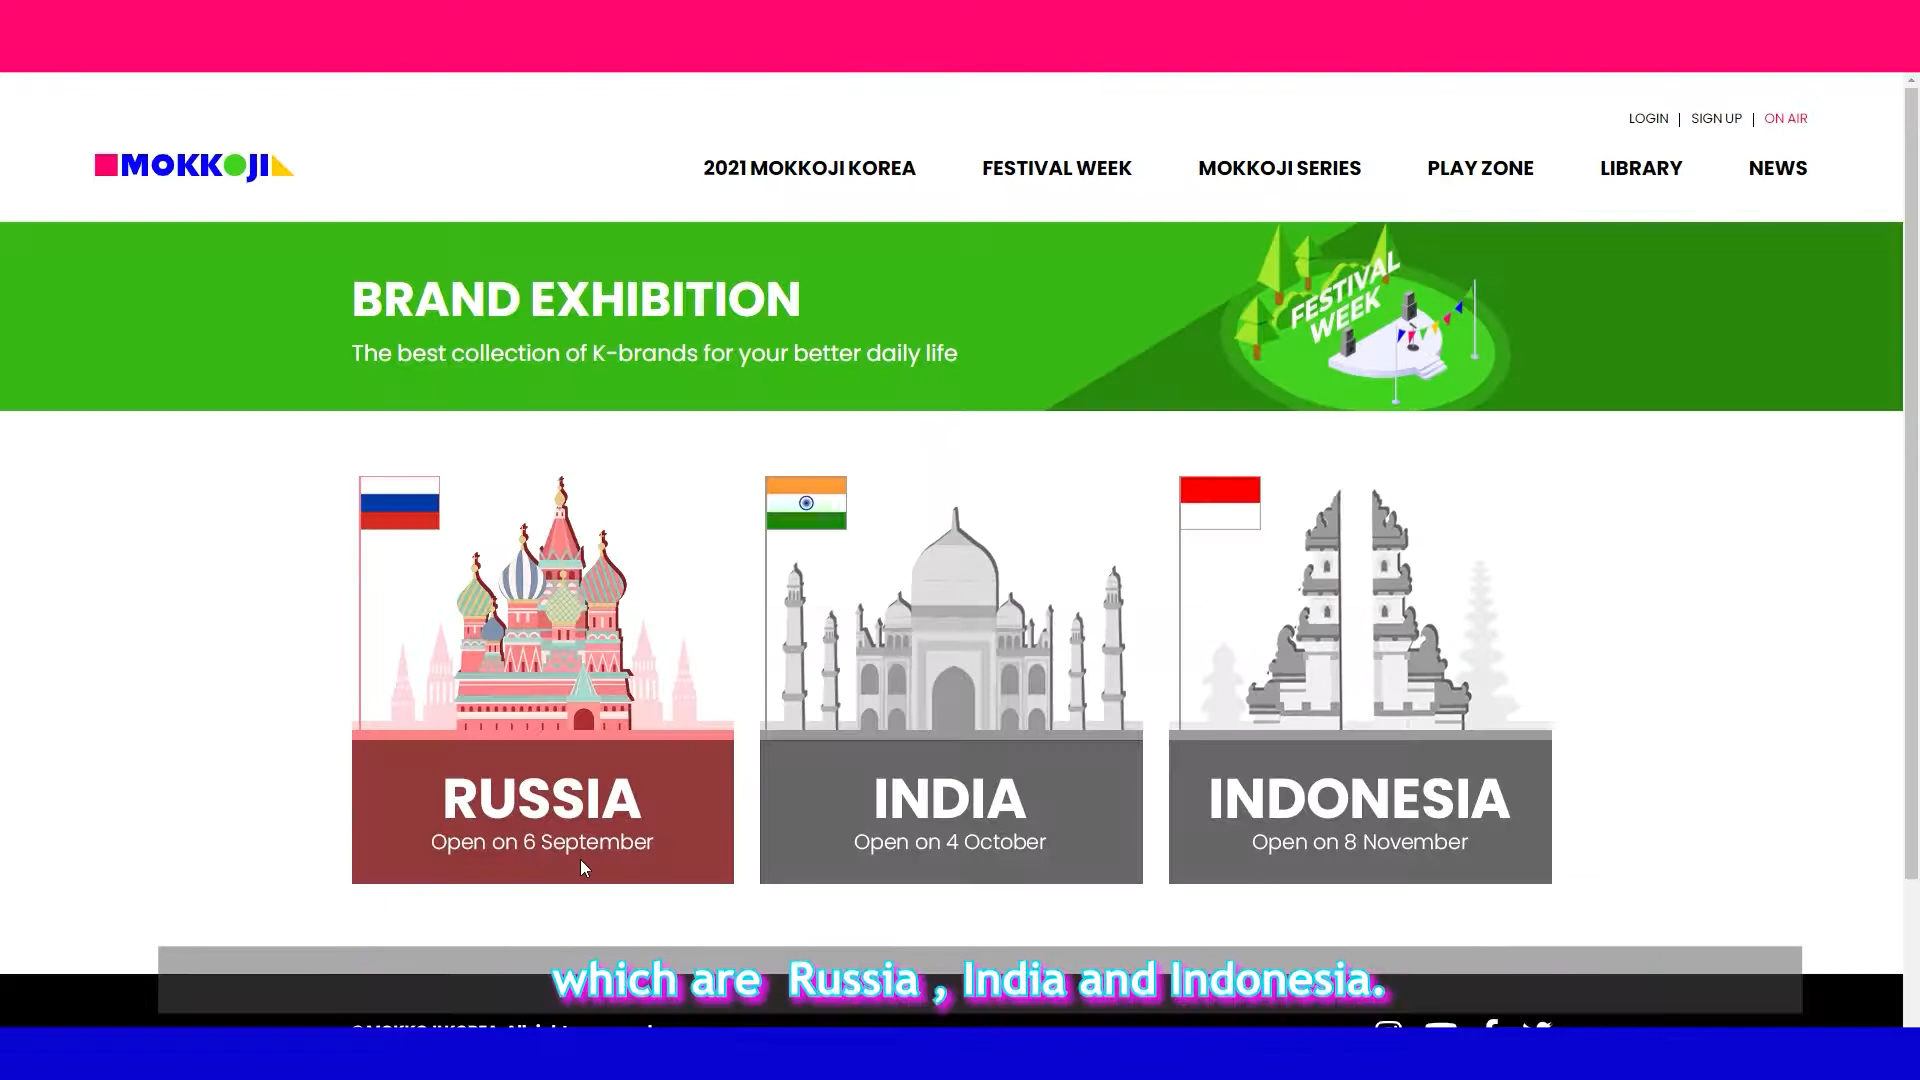 LOGIN | SIGN UP | ON AIR
MOKKOJI
2021 MOKKOJI KOREA FESTIVAL WEEK MOKKOJI SERIES PLAY ZONE LIBRARY NEWS
BRAND EXHIBITION
The best collection of K-brands for your better daily life
FESTIVAL
WEEK
RUSSIA
Open on 6 September
INDIA
Open on 4 October
INDONESIA
Open on 8 November
which are Russia , India and Indonesia.